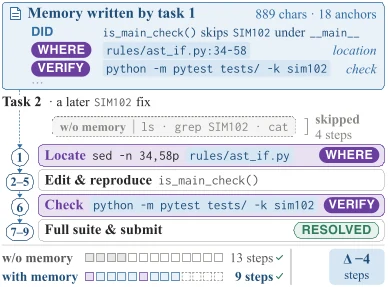 Memory written by task 1 889 chars · 18 anchors
DID is_main_check() skips SIM102 under __main__
WHERE rules/ast_if.py:34-58 location
VERIFY python -m pytest tests/ -k sim102 check
...
Task 2 · a later SIM102 fix
w/o memory | ls · grep SIM102 · cat skipped
4 steps
1 Locate sed -n 34,58p rules/ast_if.py WHERE
2–5 Edit & reproduce is_main_check()
6 Check python -m pytest tests/ -k sim102 VERIFY
7–9 Full suite & submit RESOLVED
w/o memory 13 steps ✓
with memory 9 steps ✓
Δ −4
steps